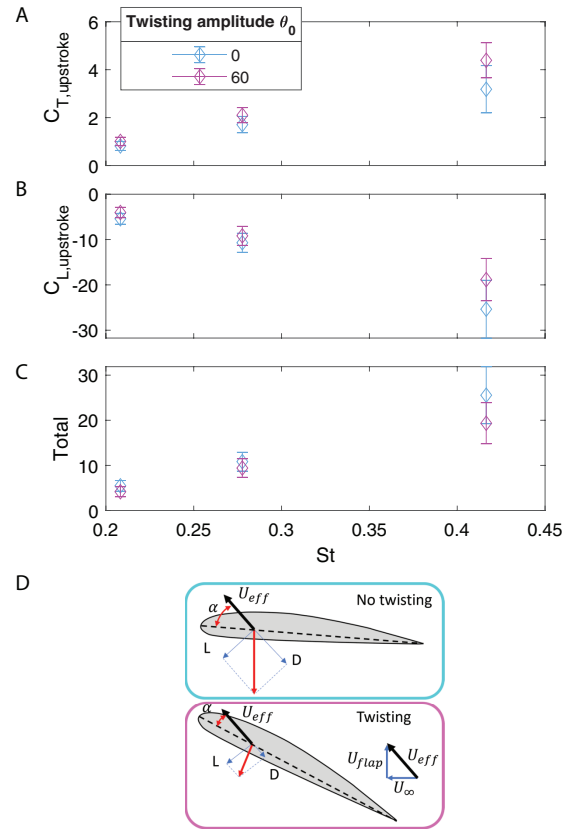 A
Twisting amplitude θ₀
0
60
C_T,upstroke
6
4
2
0
B
C_L,upstroke
0
-10
-20
-30
C
Total
30
20
10
0
0.2 0.25 0.3 0.35 0.4 0.45
St
D
No twisting
U_eff
α
L
D
Twisting
U_eff
α
L
D
U_flap
U_eff
U_∞